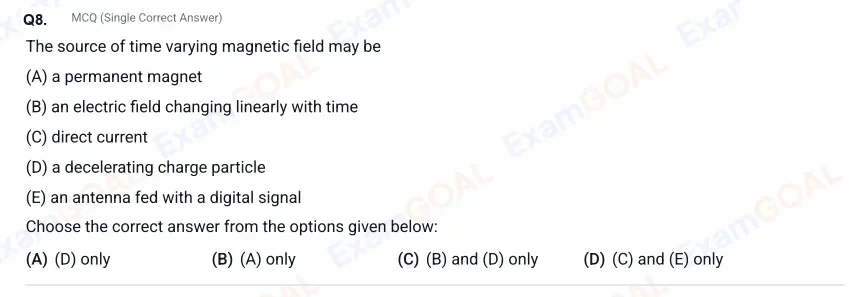 Q8. MCQ (Single Correct Answer)
The source of time varying magnetic field may be
(A) a permanent magnet
(B) an electric field changing linearly with time
(C) direct current
(D) a decelerating charge particle
(E) an antenna fed with a digital signal
Choose the correct answer from the options given below:
(A) (D) only (B) (A) only (C) (B) and (D) only (D) (C) and (E) only
ExamGOAL